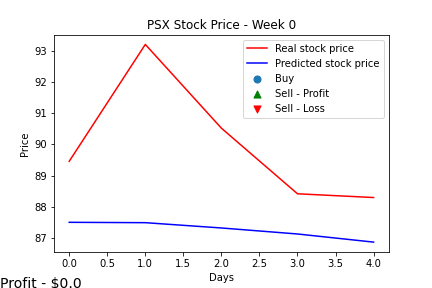 PSX Stock Price - Week 0
Real stock price
Predicted stock price
Buy
Sell - Profit
Sell - Loss
93
92
91
90
89
88
87
Price
0.0 0.5 1.0 1.5 2.0 2.5 3.0 3.5 4.0
Days
Profit - $0.0